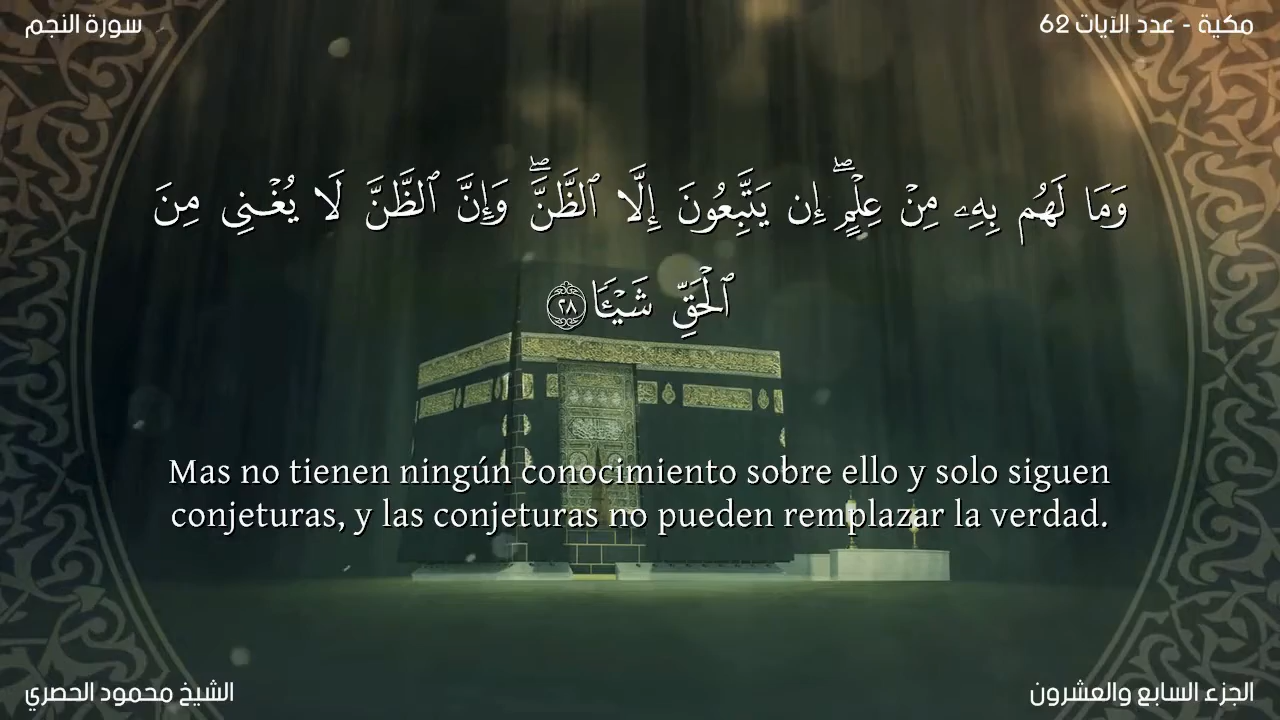 سورة النجم
مكية - عدد الآيات 62
وَمَا لَهُم بِهِۦ مِنْ عِلْمٍ ۖ إِن يَتَّبِعُونَ إِلَّا ٱلظَّنَّ ۖ وَإِنَّ ٱلظَّنَّ لَا يُغْنِى مِنَ
ٱلْحَقِّ شَيْـًٔا ٢٨
Mas no tienen ningún conocimiento sobre ello y solo siguen
conjeturas, y las conjeturas no pueden remplazar la verdad.
الشيخ محمود الحصري
الجزء السابع والعشرون